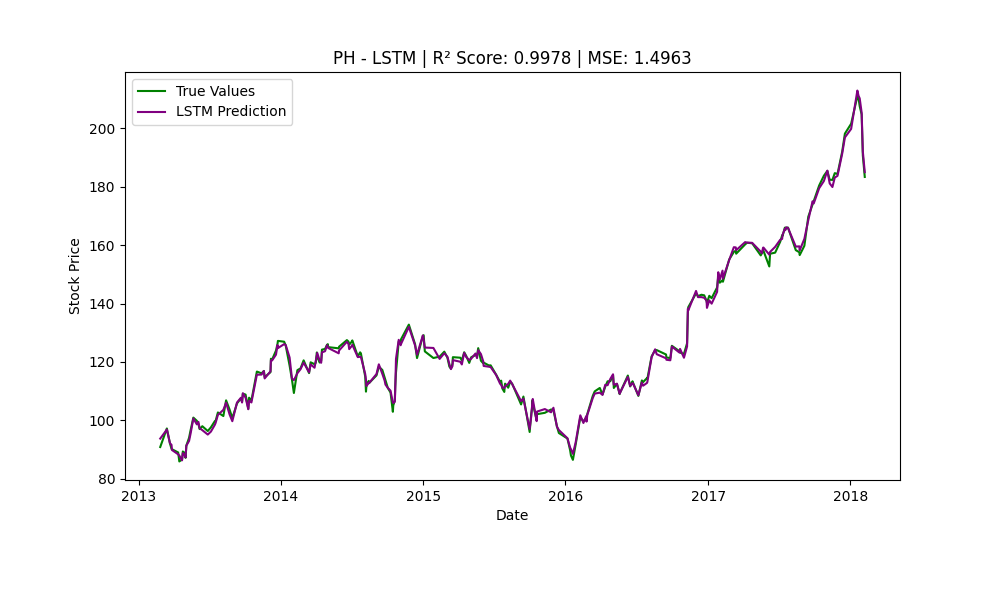 PH - LSTM | R² Score: 0.9978 | MSE: 1.4963
True Values
LSTM Prediction
Stock Price
200
180
160
140
120
100
80
2013
2014
2015
2016
2017
2018
Date